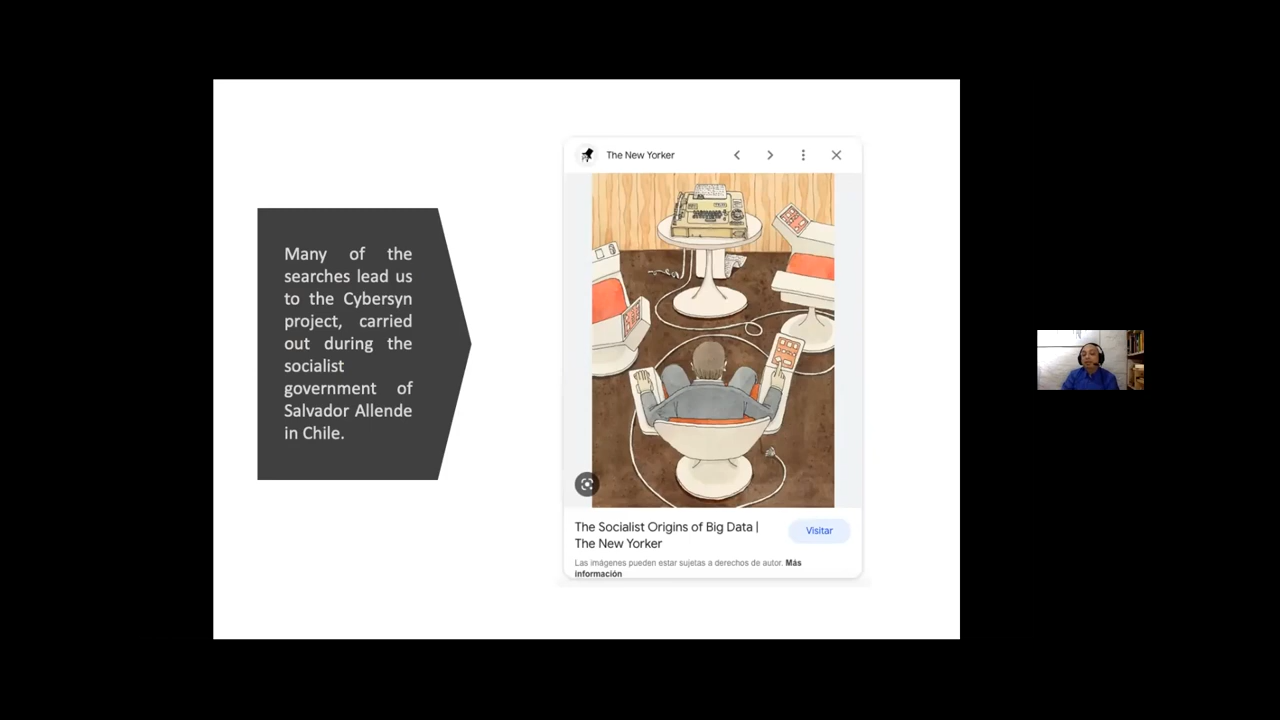 Many of the
searches lead us
to the Cybersyn
project, carried
out during the
socialist
government of
Salvador Allende
in Chile.
The New Yorker
The Socialist Origins of Big Data |
The New Yorker
Visitar
Las imágenes pueden estar sujetas a derechos de autor. Más
información